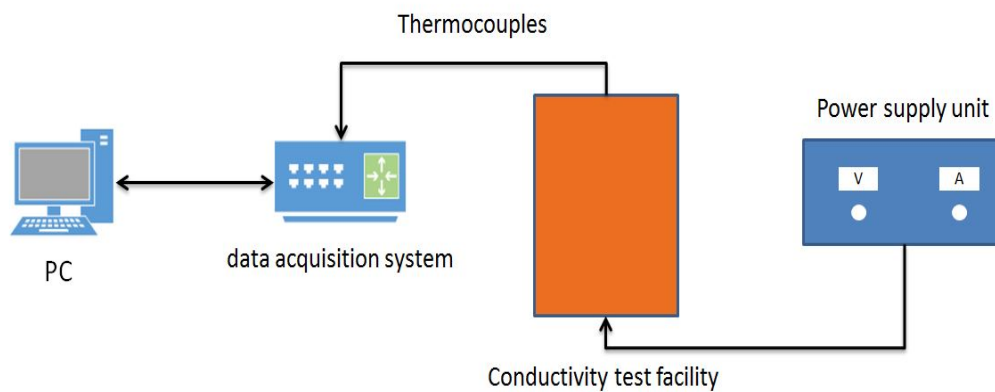 Thermocouples
Power supply unit
V
A
PC
data acquisition system
Conductivity test facility